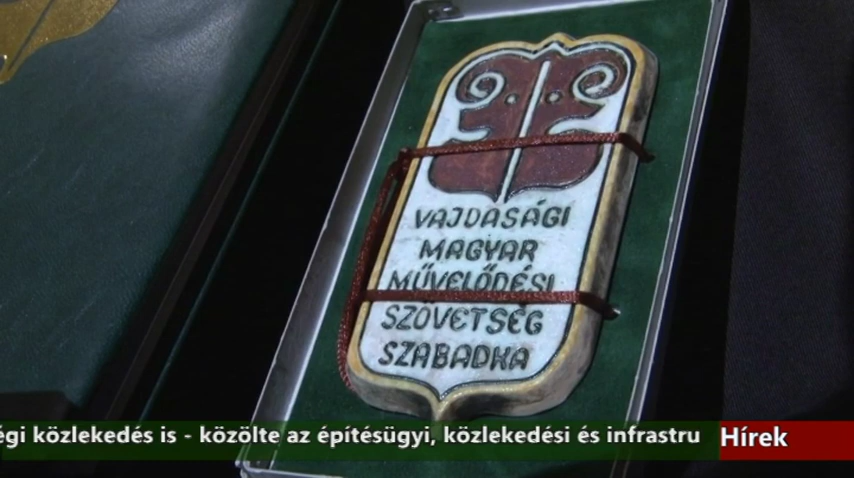 VAJDASÁGI
MAGYAR
MŰVELŐDÉSI
SZÖVETSÉG
SZABADKA
égi közlekedés is - közölte az építésügyi, közlekedési és infrastru
Hírek